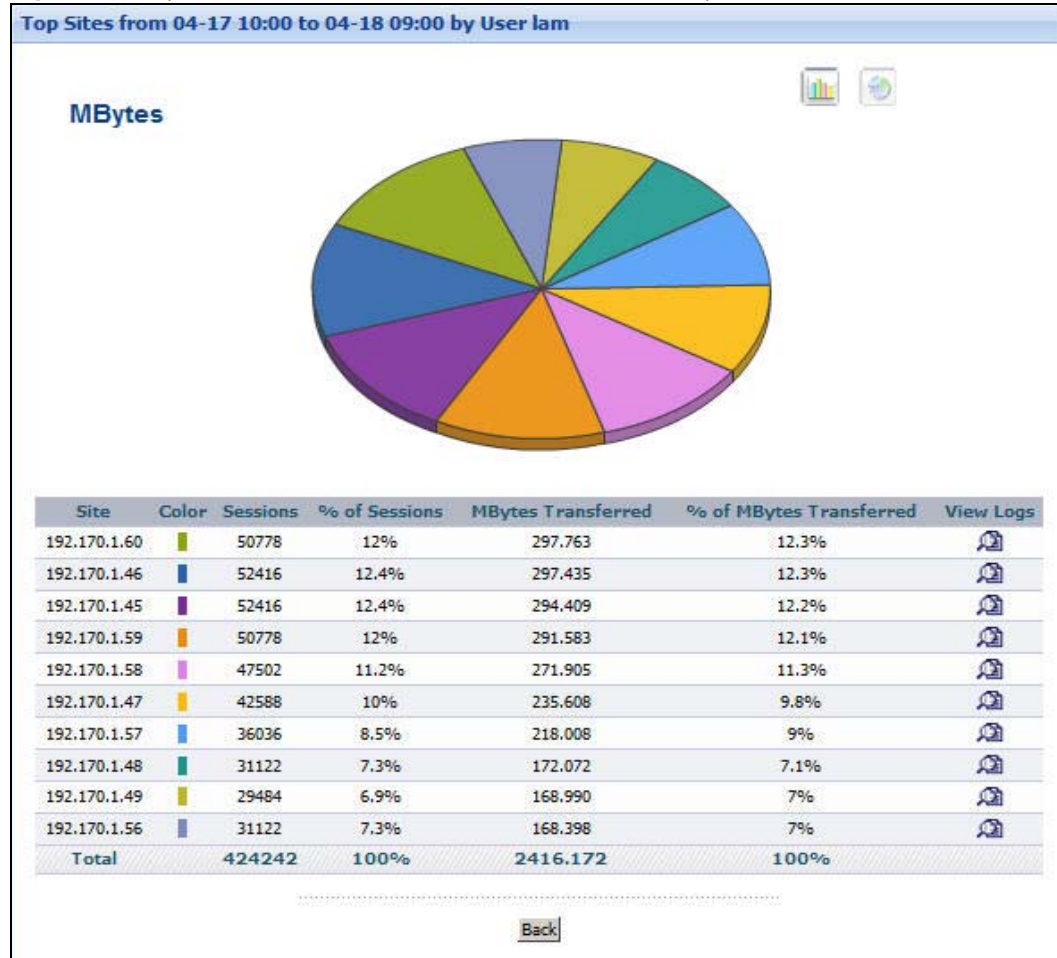 Top Sites from 04-17 10:00 to 04-18 09:00 by User lam
MBytes
Site Color Sessions % of Sessions MBytes Transferred % of MBytes Transferred View Logs
192.170.1.60 50778 12% 297.763 12.3%
192.170.1.46 52416 12.4% 297.435 12.3%
192.170.1.45 52416 12.4% 294.409 12.2%
192.170.1.59 50778 12% 291.583 12.1%
192.170.1.58 47502 11.2% 271.905 11.3%
192.170.1.47 42588 10% 235.608 9.8%
192.170.1.57 36036 8.5% 218.008 9%
192.170.1.48 31122 7.3% 172.072 7.1%
192.170.1.49 29484 6.9% 168.990 7%
192.170.1.56 31122 7.3% 168.398 7%
Total 424242 100% 2416.172 100%
Back